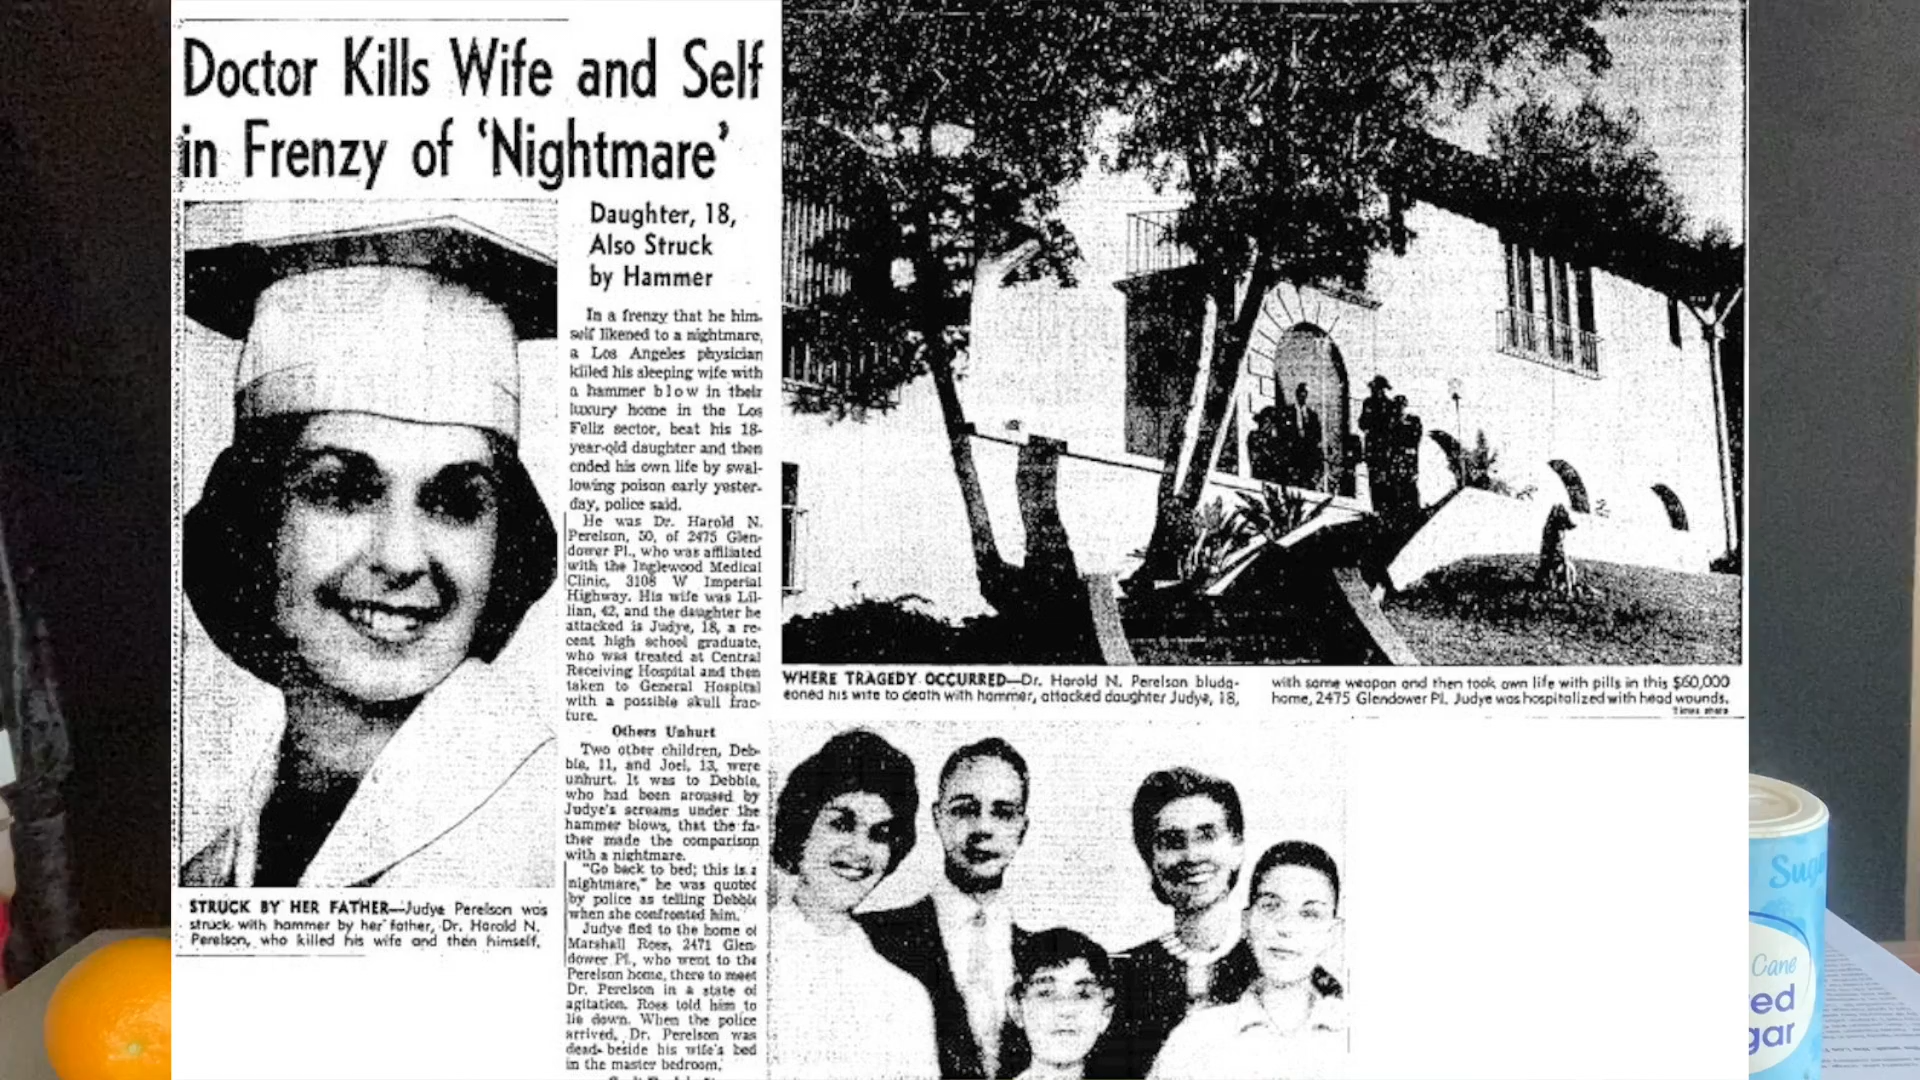 Doctor Kills Wife and Self
in Frenzy of ‘Nightmare’
Daughter, 18,
Also Struck
by Hammer
In a frenzy that he him-
self likened to a nightmare,
a Los Angeles physician
killed his sleeping wife with
a hammer blow in their
luxury home in the Los
Feliz sector, beat his 18-
year-old daughter and then
ended his own life by swal-
lowing poison early yester-
day, police said.
He was Dr. Harold N.
Perelson, 50, of 2475 Glen-
dower Pl., who was affiliated
with the Inglewood Medical
Clinic, 3108 W Imperial
Highway. His wife was Lil-
lian, 42, and the daughter he
attacked is Judye, 18, a re-
cent high school graduate,
who was treated at Central
Receiving Hospital and then
taken to General Hospital
with a possible skull frac-
ture.
Others Unhurt
Two other children, Deb-
bie, 11, and Joel, 13, were
unhurt. It was to Debbie,
who had been aroused by
Judye's screams under the
hammer blows, that the fa-
ther made the comparison
with a nightmare.
"Go back to bed; this is a
nightmare," he was quoted
by police as telling Debbie
when she confronted him.
Judye fled to the home of
Marshall Ross, 2471 Glen-
dower Pl., who went to the
Perelson home, there to meet
Dr. Perelson in a state of
agitation. Ross told him to
lie down. When the police
arrived, Dr. Perelson was
dead beside his wife's bed
in the master bedroom.
STRUCK BY HER FATHER—Judye Perelson was
struck with hammer by her father, Dr. Harold N.
Perelson, who killed his wife and then himself.
WHERE TRAGEDY OCCURRED—Dr. Harold N. Perelson bludg-
eoned his wife to death with hammer, attacked daughter Judye, 18,
with same weapon and then took own life with pills in this $60,000
home, 2475 Glendower Pl. Judye was hospitalized with head wounds.
Times photo
Cane